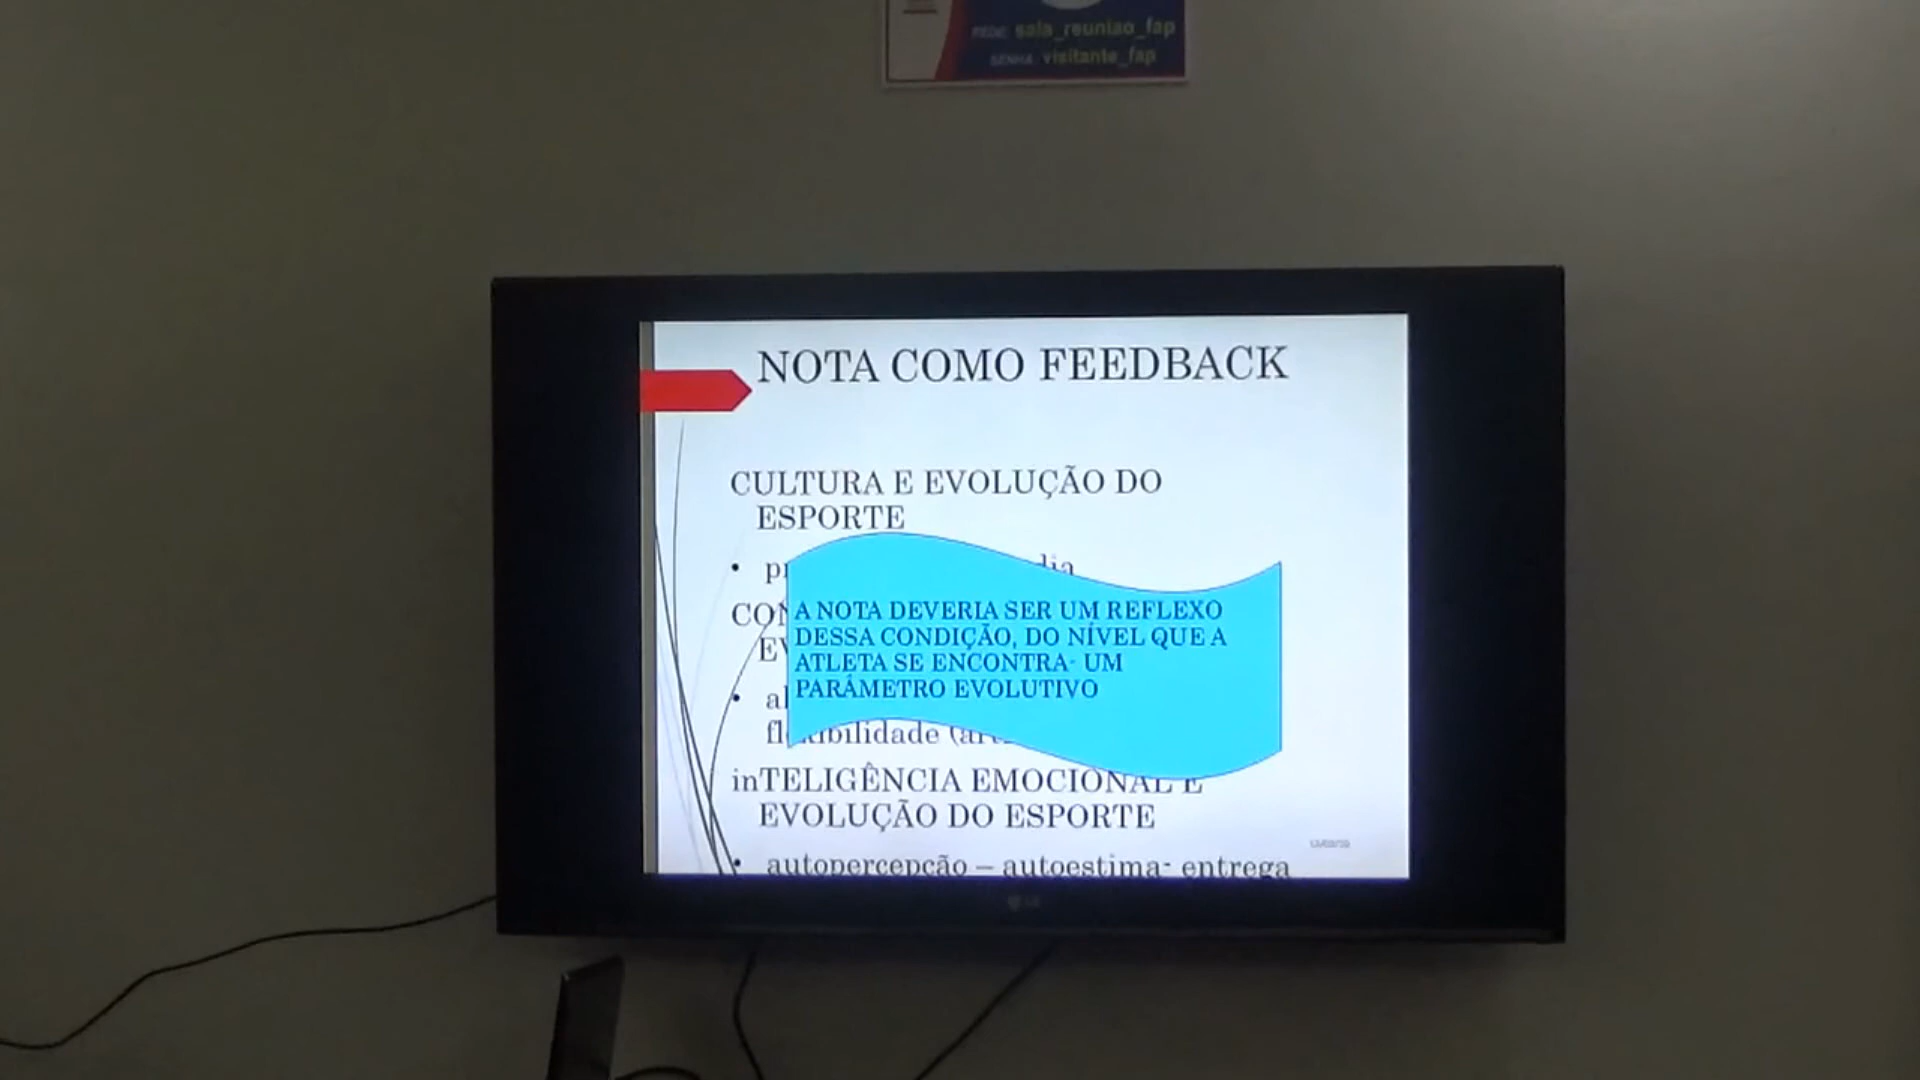 REDE: sala_reuniao_fap
SENHA: visitante_fap
NOTA COMO FEEDBACK
CULTURA E EVOLUÇÃO DO
ESPORTE
A NOTA DEVERIA SER UM REFLEXO
DESSA CONDIÇÃO, DO NÍVEL QUE A
ATLETA SE ENCONTRA- UM
PARÂMETRO EVOLUTIVO
inTELIGÊNCIA EMOCIONAL E
EVOLUÇÃO DO ESPORTE
• autopercepção – autoestima- entrega
LG